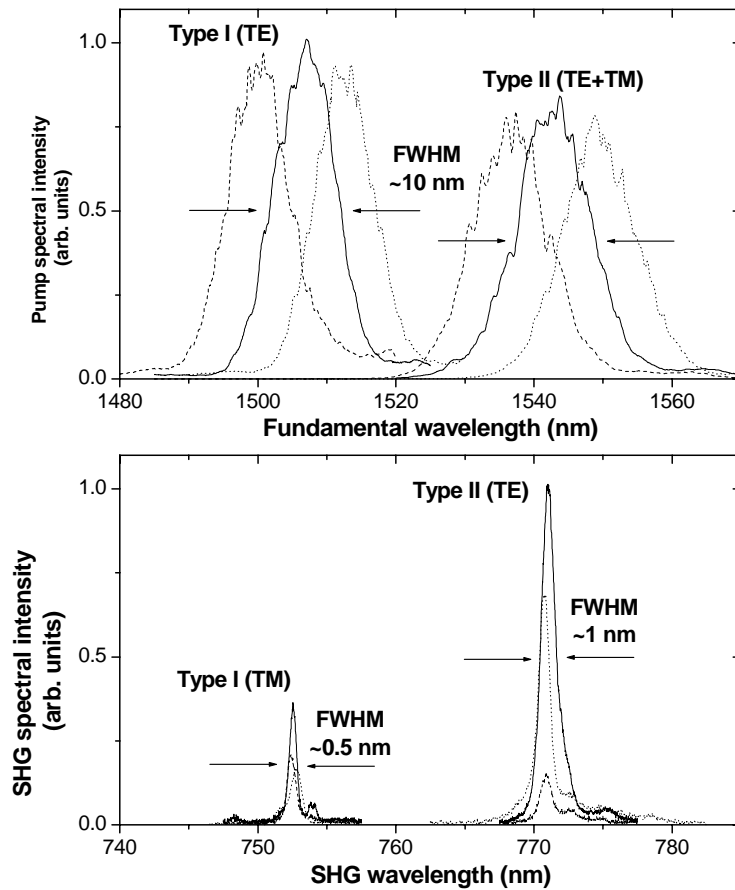 Type I (TE)
Type II (TE+TM)
FWHM
~10 nm
Pump spectral intensity
(arb. units)
1.0
0.5
0.0
1480
1500
1520
1540
1560
Fundamental wavelength (nm)
Type II (TE)
FWHM
~1 nm
Type I (TM)
FWHM
~0.5 nm
SHG spectral intensity
(arb. units)
1.0
0.5
0.0
740
750
760
770
780
SHG wavelength (nm)